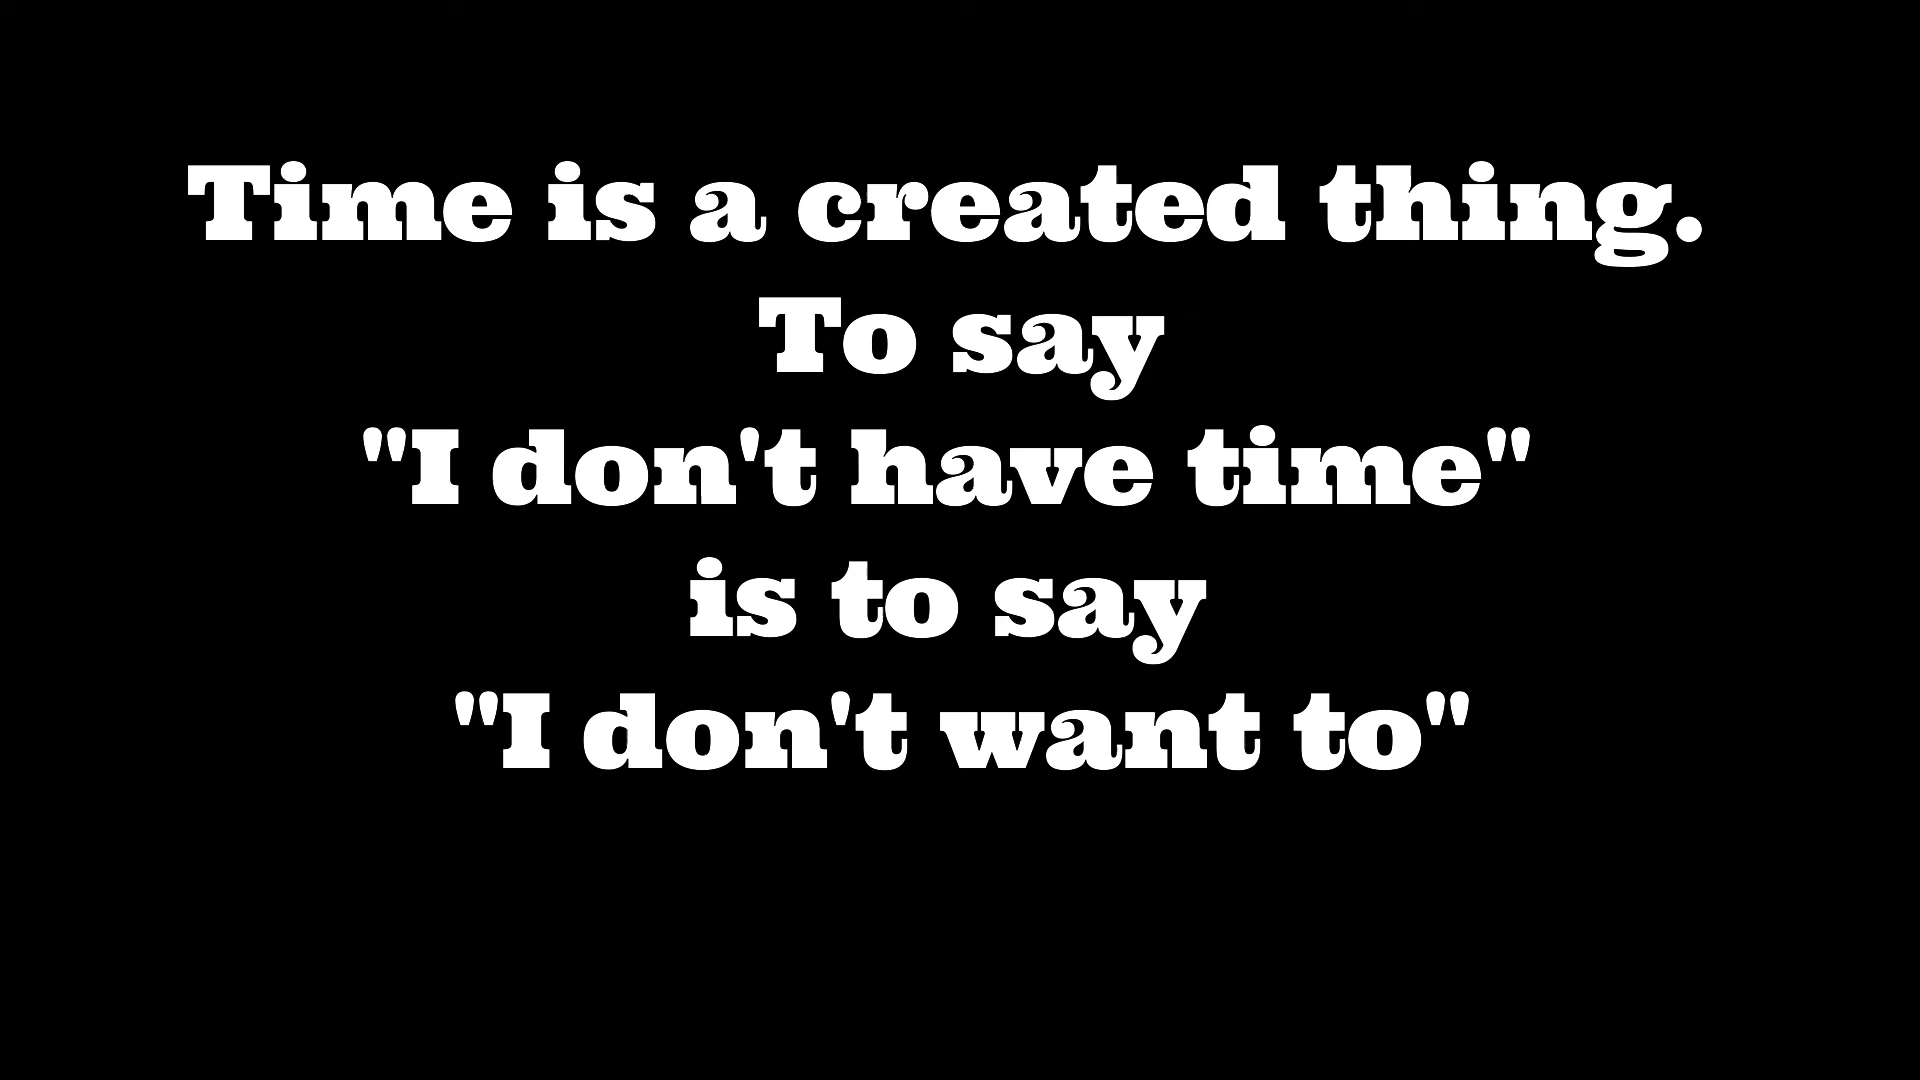 Time is a created thing.
To say
"I don't have time"
is to say
"I don't want to"